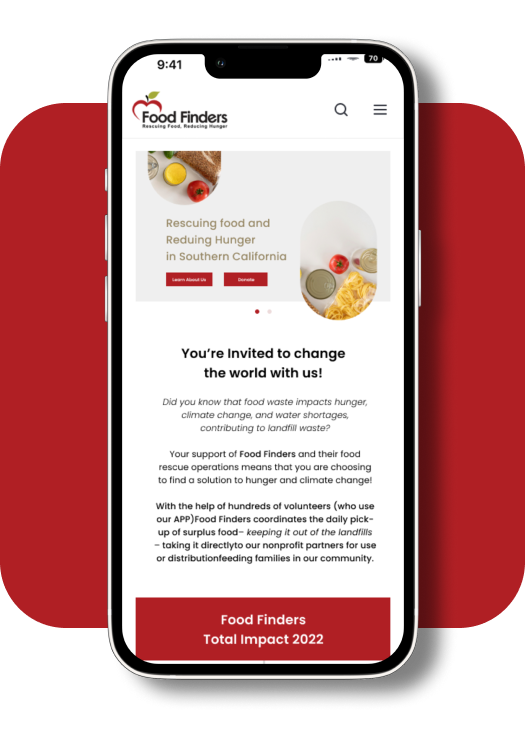 9:41
70
Food Finders
Rescuing Food, Reducing Hunger
Rescuing food and
Reduing Hunger
in Southern California
Learn About Us
Donate
You're Invited to change
the world with us!
Did you know that food waste impacts hunger,
climate change, and water shortages,
contributing to landfill waste?
Your support of Food Finders and their food
rescue operations means that you are choosing
to find a solution to hunger and climate change!
With the help of hundreds of volunteers (who use
our APP)Food Finders coordinates the daily pick-
up of surplus food– keeping it out of the landfills
– taking it directlyto our nonprofit partners for use
or distributionfeeding families in our community.
Food Finders
Total Impact 2022